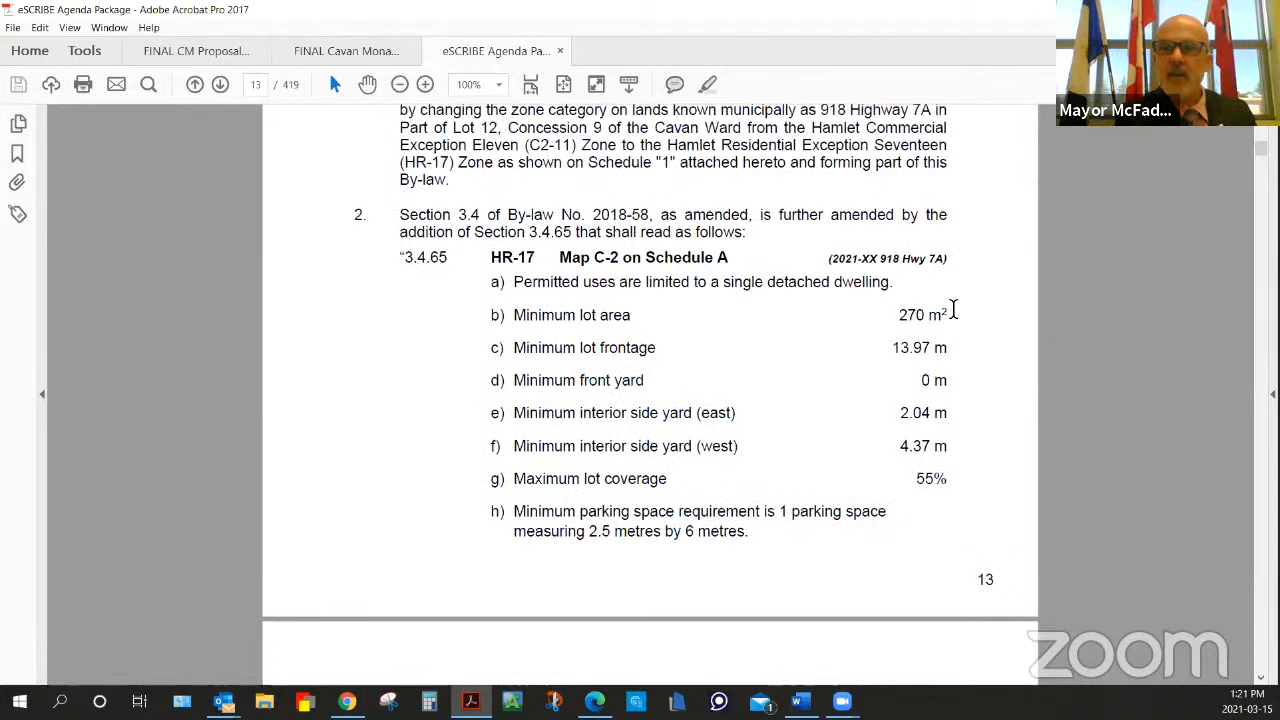 eSCRIBE Agenda Package - Adobe Acrobat Pro 2017
File Edit View Window Help
Home Tools FINAL CM Proposal... FINAL Cavan Mona... eSCRIBE Agenda Pa... ×
13 / 419 100%
Mayor McFad...
changing the zone category on lands known municipally as 918 Highway 7A in
Part of Lot 12, Concession 9 of the Cavan Ward from the Hamlet Commercial
Exception Eleven (C2-11) Zone to the Hamlet Residential Exception Seventeen
(HR-17) Zone as shown on Schedule "1" attached hereto and forming part of this
By-law.
2. Section 3.4 of By-law No. 2018-58, as amended, is further amended by the
addition of Section 3.4.65 that shall read as follows:
“3.4.65 HR-17 Map C-2 on Schedule A (2021-XX 918 Hwy 7A)
a) Permitted uses are limited to a single detached dwelling.
b) Minimum lot area 270 m²
c) Minimum lot frontage 13.97 m
d) Minimum front yard 0 m
e) Minimum interior side yard (east) 2.04 m
f) Minimum interior side yard (west) 4.37 m
g) Maximum lot coverage 55%
h) Minimum parking space requirement is 1 parking space
measuring 2.5 metres by 6 metres.
13
zoom
1:21 PM
2021-03-15